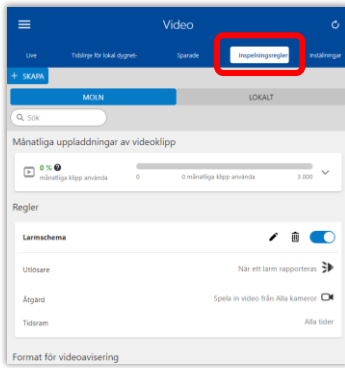 Video
Live Tidslinje för lokal dygnet- Sparade Inspelningsregler Inställningar
+ SKAPA
MOLN LOKALT
Sök
Månatliga uppladdningar av videoklipp
0 %
månatliga klipp använda 0 0 månatliga klipp använda 3 000
Regler
Larmschema
Utlösare När ett larm rapporteras
Åtgärd Spela in video från Alla kameror
Tidsram Alla tider
Format för videoavisering